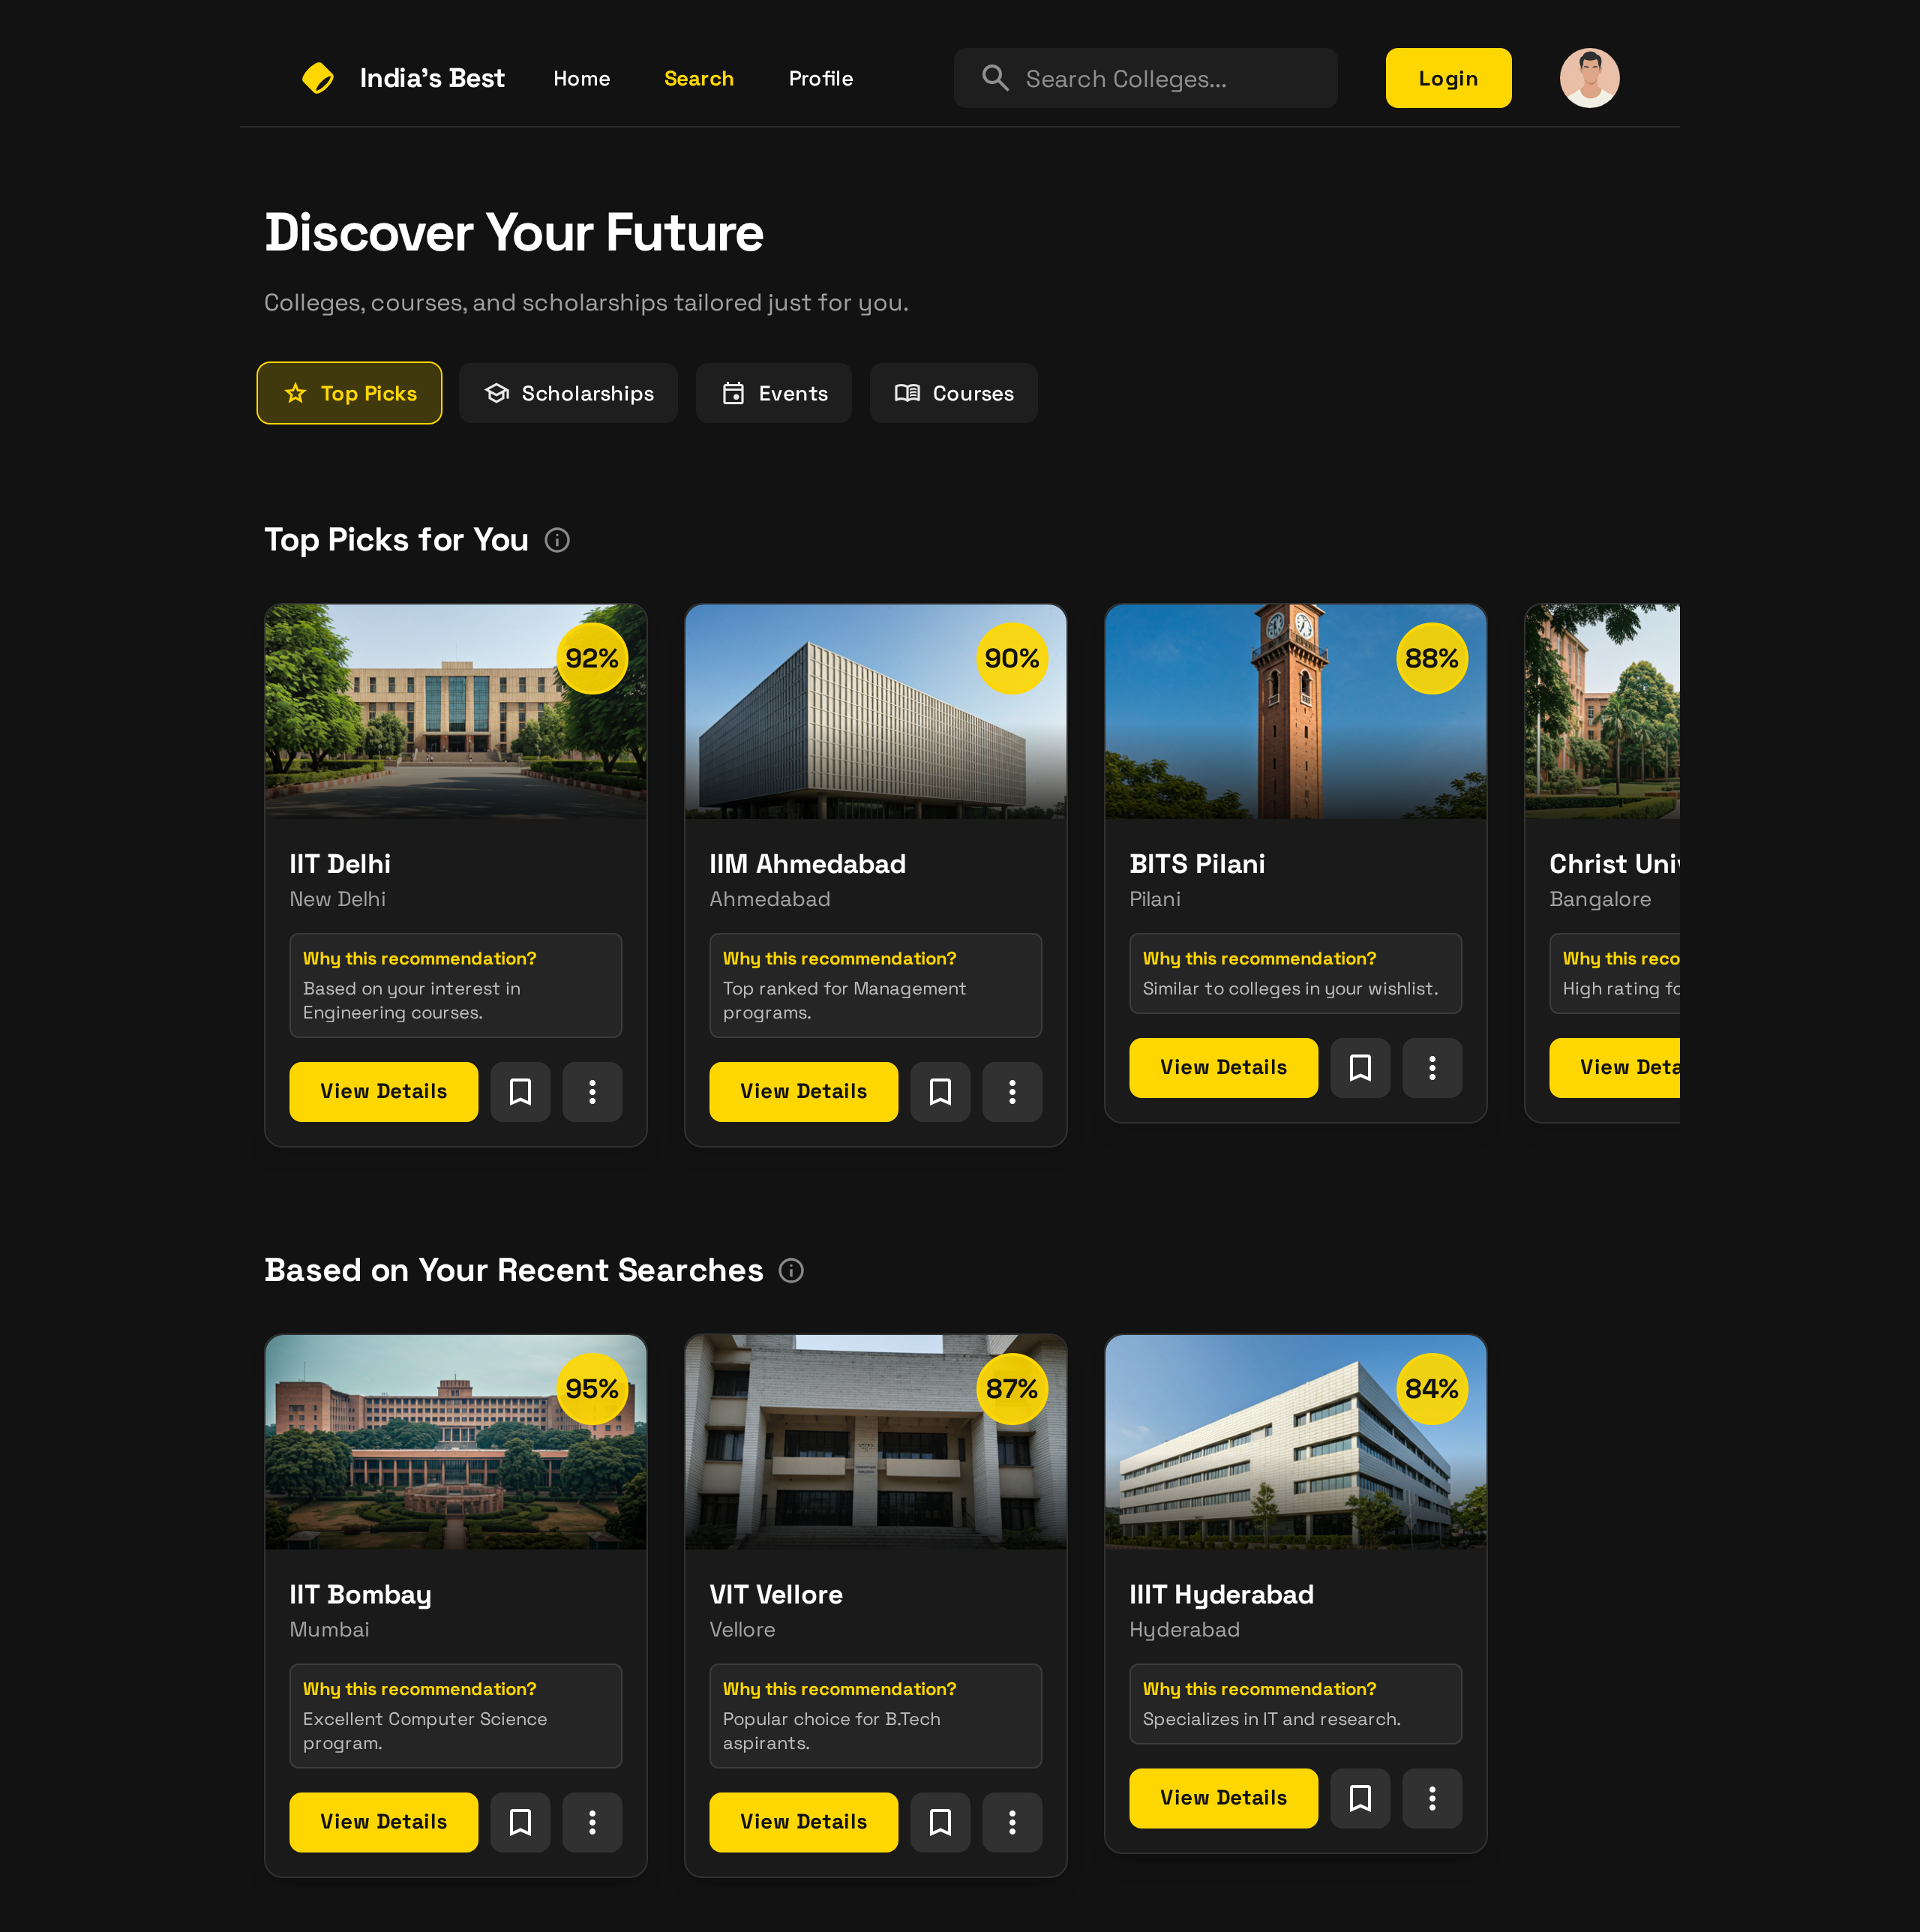 India's Best
Home
Search
Profile
Search Colleges...
Login
Discover Your Future
Colleges, courses, and scholarships tailored just for you.
Top Picks
Scholarships
Events
Courses
Top Picks for You
92%
IIT Delhi
New Delhi
Why this recommendation?
Based on your interest in
Engineering courses.
View Details
90%
IIM Ahmedabad
Ahmedabad
Why this recommendation?
Top ranked for Management
programs.
View Details
88%
BITS Pilani
Pilani
Why this recommendation?
Similar to colleges in your wishlist.
View Details
Christ
Bangalore
Why this
High rating
View
Based on Your Recent Searches
95%
IIT Bombay
Mumbai
Why this recommendation?
Excellent Computer Science
program.
View Details
87%
VIT Vellore
Vellore
Why this recommendation?
Popular choice for B.Tech
aspirants.
View Details
84%
IIIT Hyderabad
Hyderabad
Why this recommendation?
Specializes in IT and research.
View Details